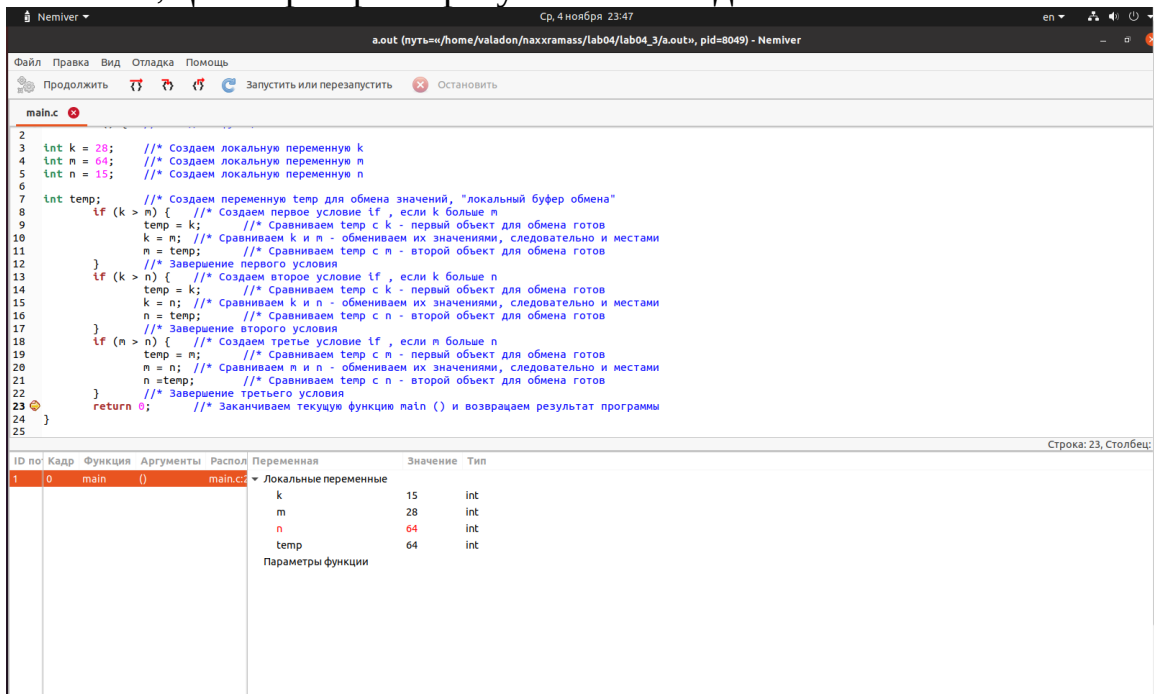 Nemiver
Ср, 4 ноября 23:47
en
a.out (путь=«/home/valadon/naxxramass/lab04/lab04_3/a.out», pid=8049) - Nemiver
Файл Правка Вид Отладка Помощь
Продолжить Запустить или перезапустить Остановить
main.c
2
3 int k = 28; //* Создаем локальную переменную k
4 int m = 64; //* Создаем локальную переменную m
5 int n = 15; //* Создаем локальную переменную n
6
7 int temp; //* Создаем переменную temp для обмена значений, "локальный буфер обмена"
8 if (k > m) { //* Создаем первое условие if , если k больше m
9 temp = k; //* Сравниваем temp с k - первый объект для обмена готов
10 k = m; //* Сравниваем k и m - обмениваем их значениями, следовательно и местами
11 m = temp; //* Сравниваем temp с m - второй объект для обмена готов
12 } //* Завершение первого условия
13 if (k > n) { //* Создаем второе условие if , если k больше n
14 temp = k; //* Сравниваем temp с k - первый объект для обмена готов
15 k = n; //* Сравниваем k и n - обмениваем их значениями, следовательно и местами
16 n = temp; //* Сравниваем temp с n - второй объект для обмена готов
17 } //* Завершение второго условия
18 if (m > n) { //* Создаем третье условие if , если m больше n
19 temp = m; //* Сравниваем temp с m - первый объект для обмена готов
20 m = n; //* Сравниваем m и n - обмениваем их значениями, следовательно и местами
21 n =temp; //* Сравниваем temp с n - второй объект для обмена готов
22 } //* Завершение третьего условия
23 return 0; //* Заканчиваем текущую функцию main () и возвращаем результат программы
24 }
25
Строка: 23, Столбец:
ID по Кадр Функция Аргументы Распол Переменная Значение Тип
1 0 main () main.c:2 Локальные переменные
k 15 int
m 28 int
n 64 int
temp 64 int
Параметры функции